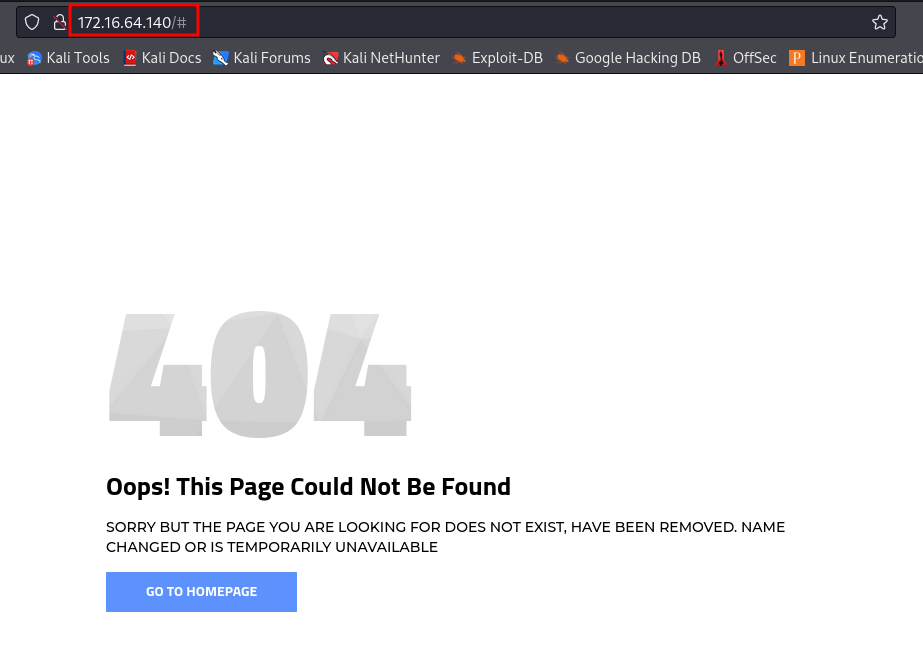 172.16.64.140/#
ux Kali Tools Kali Docs Kali Forums Kali NetHunter Exploit-DB Google Hacking DB OffSec P Linux Enumeratio
404
Oops! This Page Could Not Be Found
SORRY BUT THE PAGE YOU ARE LOOKING FOR DOES NOT EXIST, HAVE BEEN REMOVED. NAME
CHANGED OR IS TEMPORARILY UNAVAILABLE
GO TO HOMEPAGE